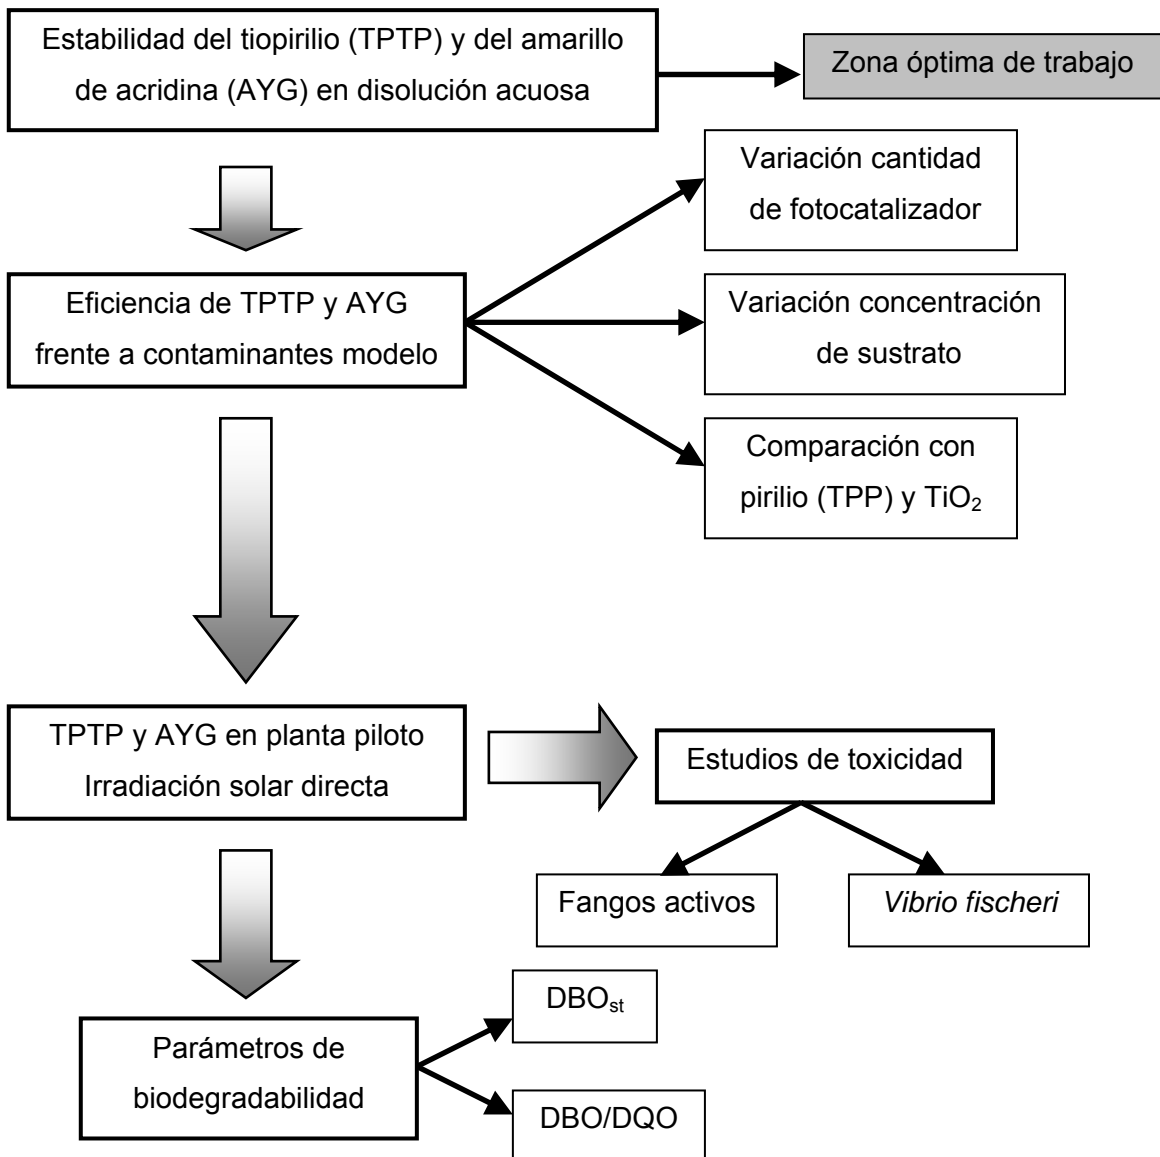 Estabilidad del tiopirilio (TPTP) y del amarillo
de acridina (AYG) en disolución acuosa
Zona óptima de trabajo
Variación cantidad
de fotocatalizador
Eficiencia de TPTP y AYG
frente a contaminantes modelo
Variación concentración
de sustrato
Comparación con
pirilio (TPP) y TiO₂
TPTP y AYG en planta piloto
Irradiación solar directa
Estudios de toxicidad
Fangos activos
Vibrio fischeri
Parámetros de
biodegradabilidad
DBOst
DBO/DQO